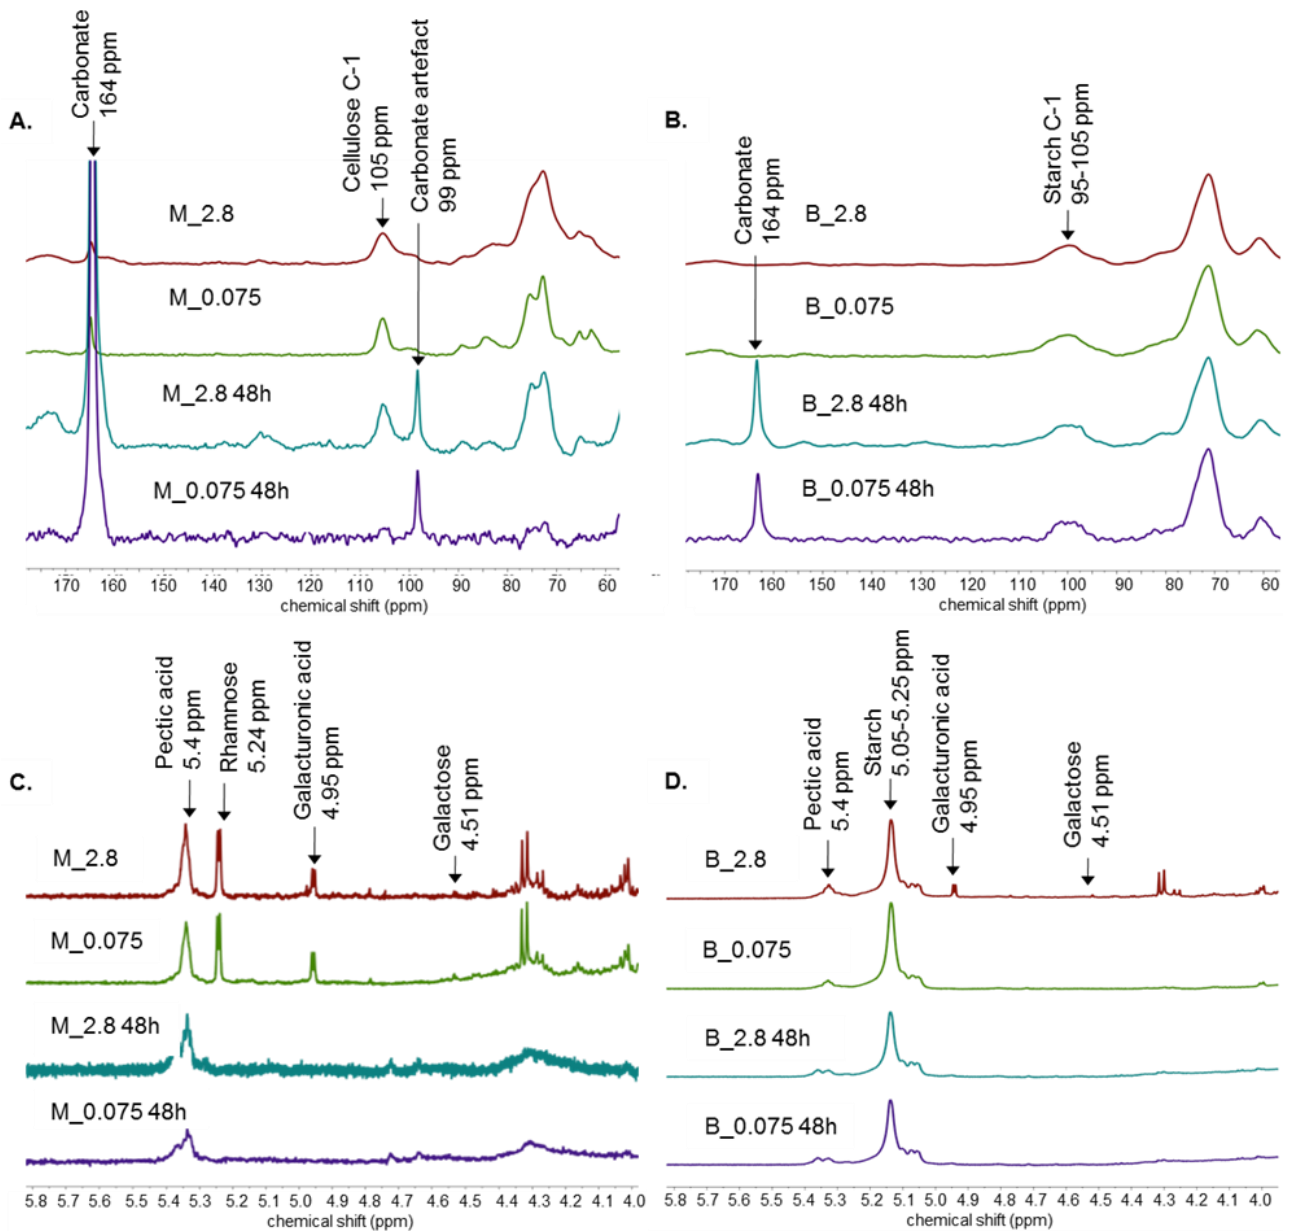 A.
Carbonate
164 ppm
Cellulose C-1
105 ppm
Carbonate artefact
99 ppm
M_2.8
M_0.075
M_2.8 48h
M_0.075 48h
170 160 150 140 130 120 110 100 90 80 70 60
chemical shift (ppm)
B.
Carbonate
164 ppm
Starch C-1
95-105 ppm
B_2.8
B_0.075
B_2.8 48h
B_0.075 48h
170 160 150 140 130 120 110 100 90 80 70 60
chemical shift (ppm)
C.
Pectic acid
5.4 ppm
Rhamnose
5.24 ppm
Galacturonic acid
4.95 ppm
Galactose
4.51 ppm
M_2.8
M_0.075
M_2.8 48h
M_0.075 48h
5.8 5.7 5.6 5.5 5.4 5.3 5.2 5.1 5.0 4.9 4.8 4.7 4.6 4.5 4.4 4.3 4.2 4.1 4.0
chemical shift (ppm)
D.
Pectic acid
5.4 ppm
Starch
5.05-5.25 ppm
Galacturonic acid
4.95 ppm
Galactose
4.51 ppm
B_2.8
B_0.075
B_2.8 48h
B_0.075 48h
5.8 5.7 5.6 5.5 5.4 5.3 5.2 5.1 5.0 4.9 4.8 4.7 4.6 4.5 4.4 4.3 4.2 4.1 4.0
chemical shift (ppm)